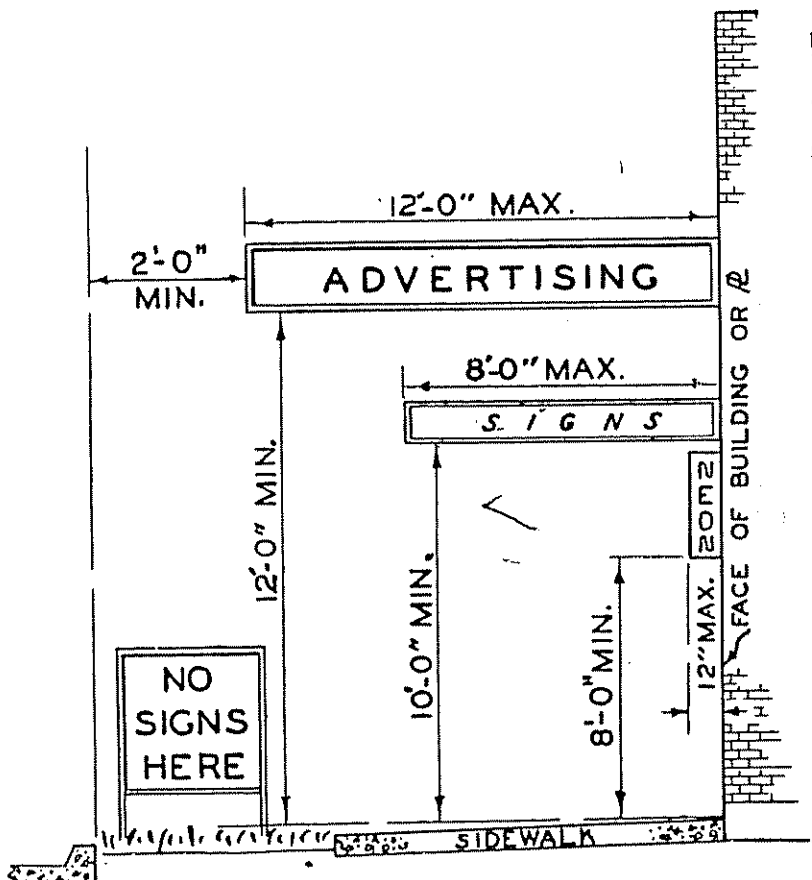 12'-0" MAX.
2'-0"
MIN.
ADVERTISING
8'-0" MAX.
SIGNS
12'-0" MIN.
10'-0" MIN.
8'-0" MIN.
12" MAX.
FACE OF BUILDING OR
NO
SIGNS
HERE
SIDEWALK